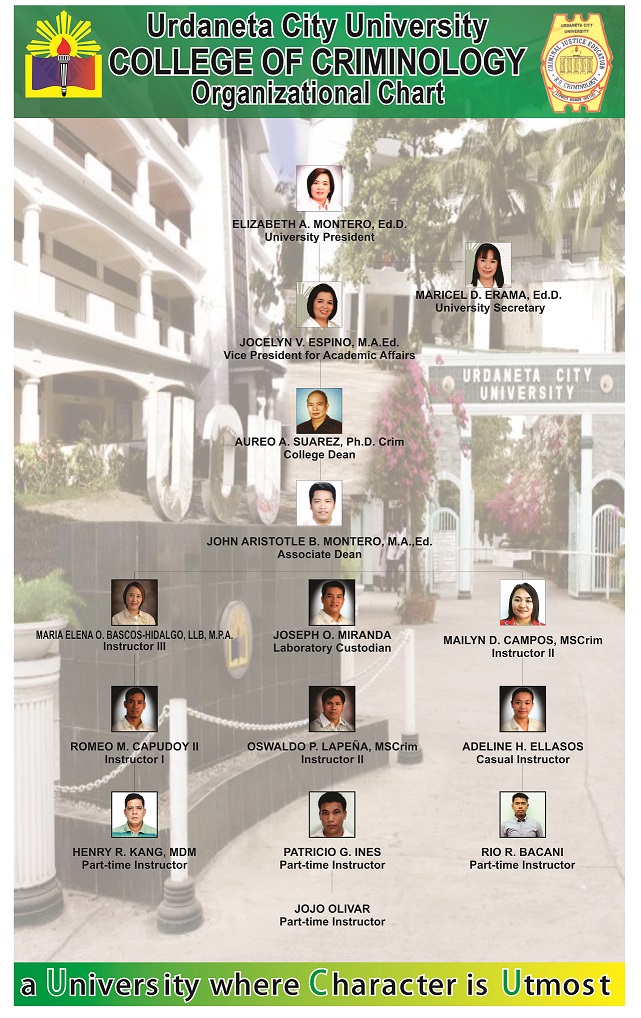 Urdaneta City University
COLLEGE OF CRIMINOLOGY
Organizational Chart
URDANETA CITY
UNIVERSITY
CRIMINAL JUSTICE EDUCATION
B.S. CRIMINOLOGY
ELIZABETH A. MONTERO, Ed.D.
University President
MARICEL D. ERAMA, Ed.D.
University Secretary
JOCELYN V. ESPINO, M.A.Ed.
Vice President for Academic Affairs
URDANETA CITY
UNIVERSITY
AUREO A. SUAREZ, Ph.D. Crim
College Dean
UCU
JOHN ARISTOTLE B. MONTERO, M.A.,Ed.
Associate Dean
MARIA ELENA O. BASCOS-HIDALGO, LLB, M.P.A.
Instructor III
JOSEPH O. MIRANDA
Laboratory Custodian
MAILYN D. CAMPOS, MSCrim
Instructor II
ROMEO M. CAPUDOY II
Instructor I
OSWALDO P. LAPEÑA, MSCrim
Instructor II
ADELINE H. ELLASOS
Casual Instructor
HENRY R. KANG, MDM
Part-time Instructor
PATRICIO G. INES
Part-time Instructor
RIO R. BACANI
Part-time Instructor
JOJO OLIVAR
Part-time Instructor
a University where Character is Utmost